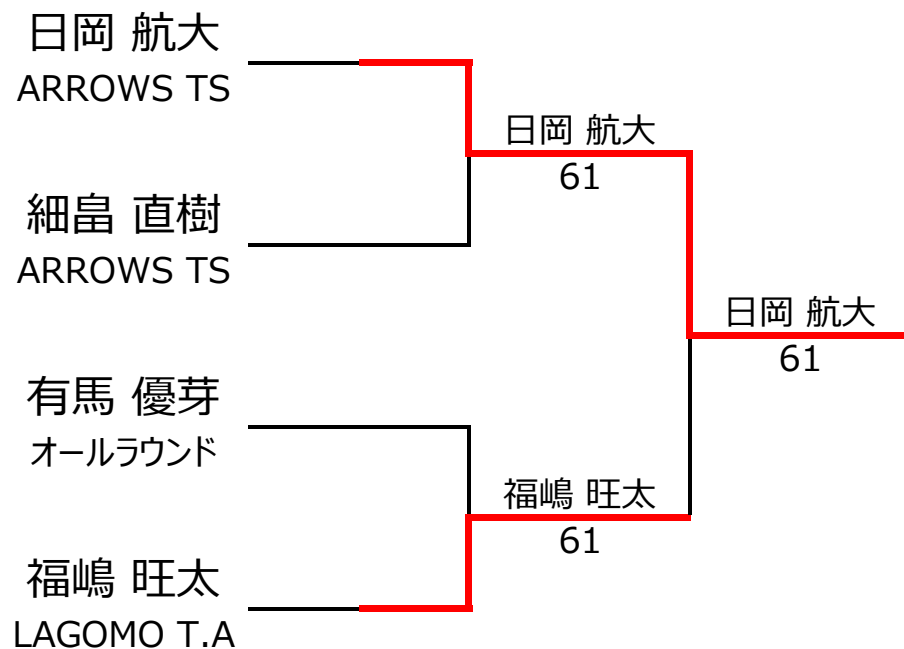 日岡 航大
ARROWS TS
細畠 直樹
ARROWS TS
有馬 優芽
オールラウンド
福嶋 旺太
LAGOMO T.A
日岡 航大
61
福嶋 旺太
61
日岡 航大
61